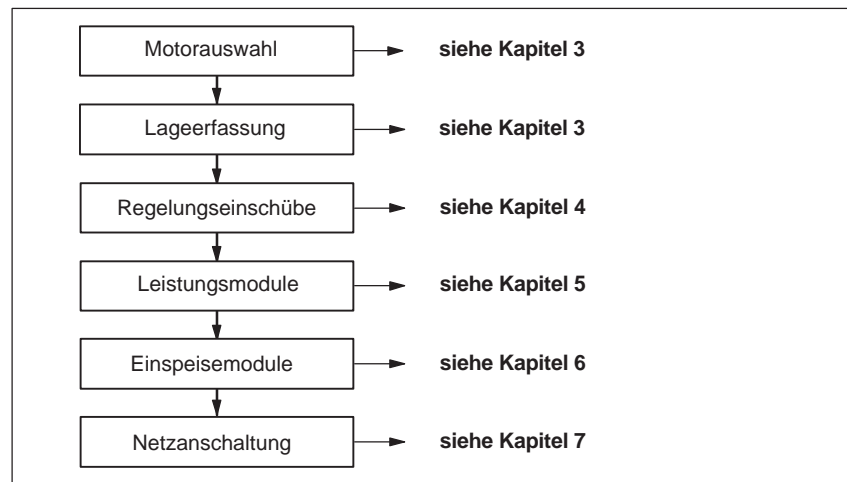 Motorauswahl siehe Kapitel 3
Lageerfassung siehe Kapitel 3
Regelungseinschübe siehe Kapitel 4
Leistungsmodule siehe Kapitel 5
Einspeisemodule siehe Kapitel 6
Netzanschaltung siehe Kapitel 7